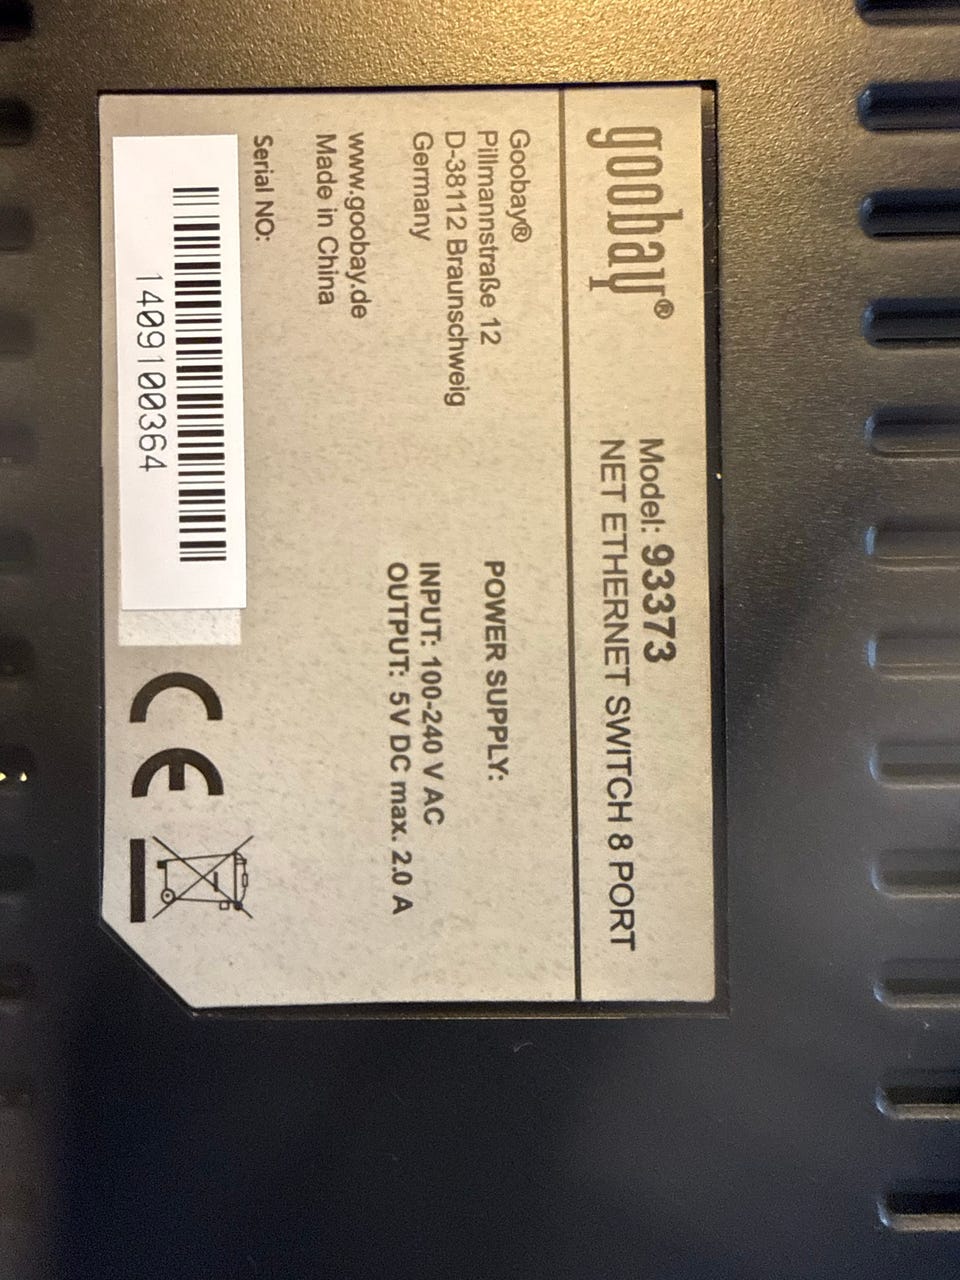 goobay®
Model: 93373
NET ETHERNET SWITCH 8 PORT
Goobay®
Pillmannstraße 12
D-38112 Braunschweig
Germany
www.goobay.de
Made in China
POWER SUPPLY:
INPUT: 100-240 V AC
OUTPUT: 5V DC max. 2.0 A
Serial NO:
1409100364
CE